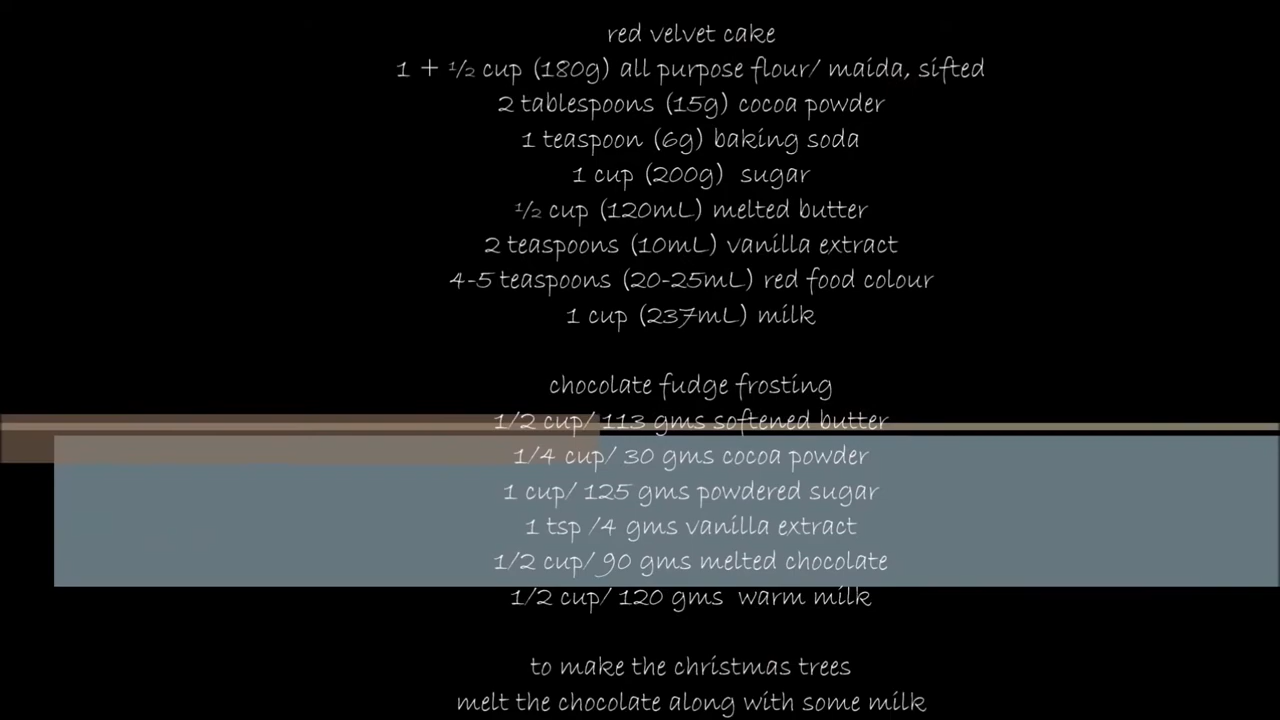 red velvet cake
1 + ½ cup (180g) all purpose flour/ maida, sifted
2 tablespoons (15g) cocoa powder
1 teaspoon (6g) baking soda
1 cup (200g) sugar
½ cup (120mL) melted butter
2 teaspoons (10mL) vanilla extract
4-5 teaspoons (20-25mL) red food colour
1 cup (237mL) milk
chocolate fudge frosting
1/2 cup/ 113 gms softened butter
1/4 cup/ 30 gms cocoa powder
1 cup/ 125 gms powdered sugar
1 tsp /4 gms vanilla extract
1/2 cup/ 90 gms melted chocolate
1/2 cup/ 120 gms warm milk
to make the christmas trees
melt the chocolate along with some milk